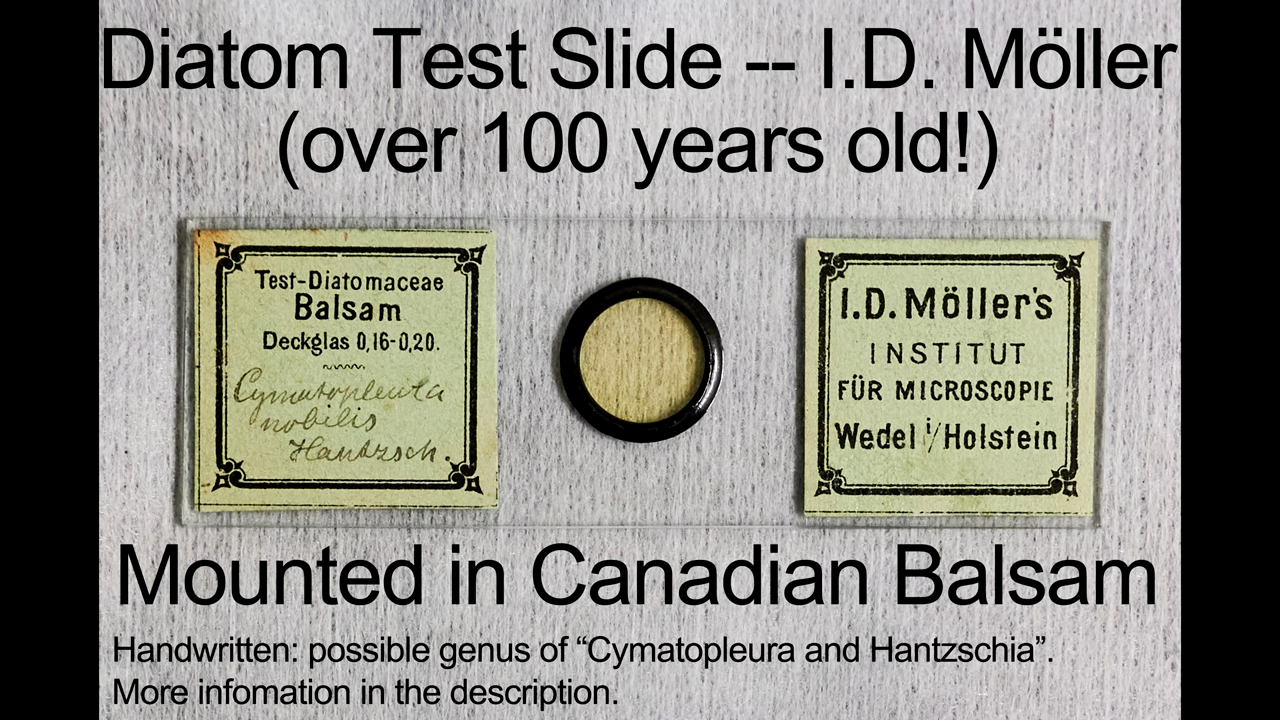 Diatom Test Slide -- I.D. Möller
(over 100 years old!)
Test-Diatomaceae
Balsam
Deckglas 0,16-0,20.
Cymatopleura
nobilis
Hantzsch.
I.D. Möller's
INSTITUT
FÜR MICROSCOPIE
Wedel i/Holstein
Mounted in Canadian Balsam
Handwritten: possible genus of “Cymatopleura and Hantzschia”.
More infomation in the description.